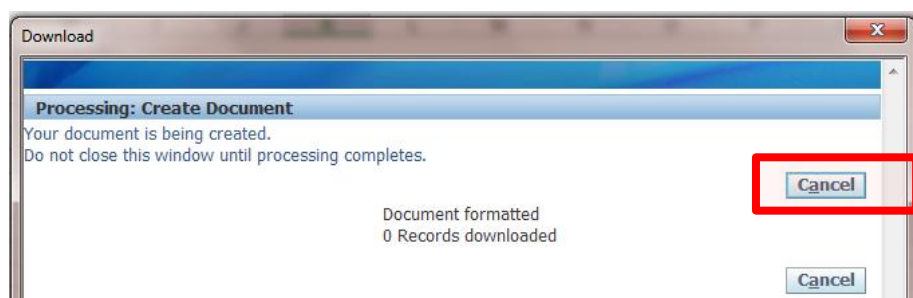 Download
Processing: Create Document
Your document is being created.
Do not close this window until processing completes.
Cancel
Document formatted
0 Records downloaded
Cancel